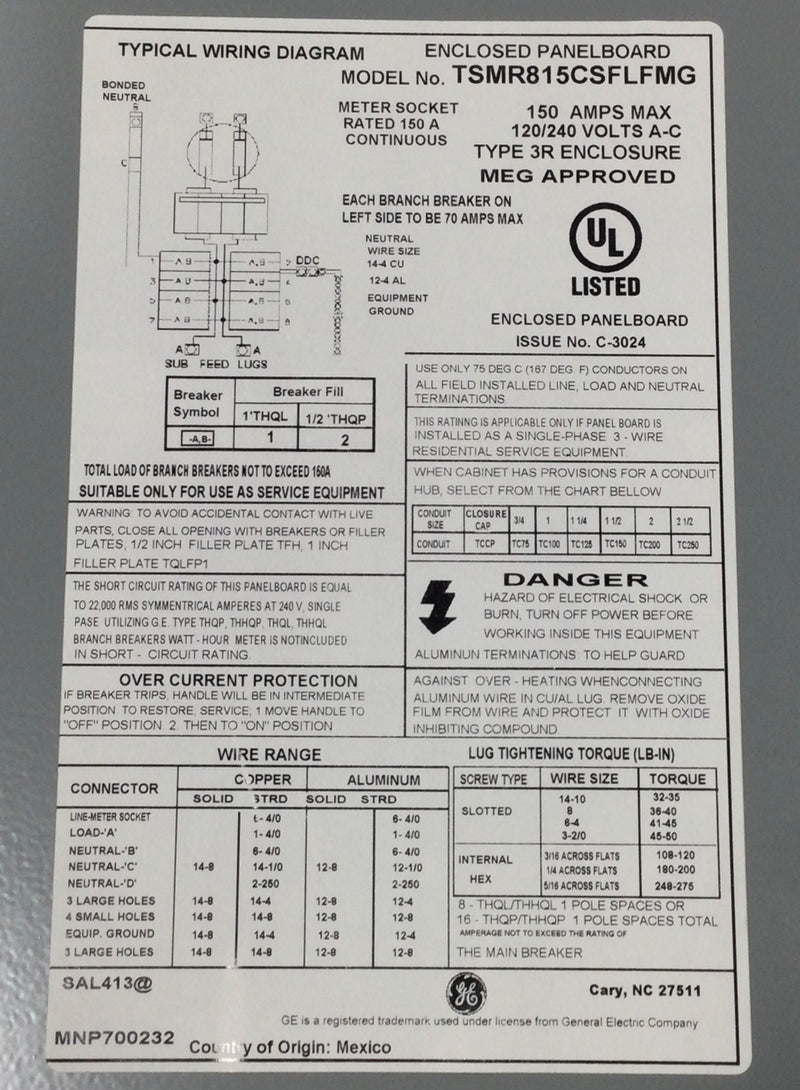 TYPICAL WIRING DIAGRAM
ENCLOSED PANELBOARD
MODEL No. TSMR815CSFLFMG
BONDED
NEUTRAL
B
C
METER SOCKET
RATED 150 A
CONTINUOUS
150 AMPS MAX
120/240 VOLTS A-C
TYPE 3R ENCLOSURE
MEG APPROVED
EACH BRANCH BREAKER ON
LEFT SIDE TO BE 70 AMPS MAX
NEUTRAL
WIRE SIZE
14-4 CU
12-4 AL
EQUIPMENT
GROUND
UL
LISTED
ENCLOSED PANELBOARD
ISSUE No. C-3024
1 A B A,B 2 DDC
3 A B A,B 4
5 A B A,B 6
7 A B A,B 8
A A
SUB FEED LUGS
Breaker Symbol Breaker Fill
1'THQL 1/2 'THQP
-A,B- 1 2
TOTAL LOAD OF BRANCH BREAKERS NOT TO EXCEED 150A
SUITABLE ONLY FOR USE AS SERVICE EQUIPMENT
WARNING: TO AVOID ACCIDENTAL CONTACT WITH LIVE
PARTS, CLOSE ALL OPENING WITH BREAKERS OR FILLER
PLATES, 1/2 INCH FILLER PLATE TFH, 1 INCH
FILLER PLATE TQLFP1
THE SHORT CIRCUIT RATING OF THIS PANELBOARD IS EQUAL
TO 22,000 RMS SYMMENTRICAL AMPERES AT 240 V, SINGLE
PASE UTILIZING G.E. TYPE THQP, THHQP, THQL, THHQL
BRANCH BREAKERS WATT - HOUR METER IS NOTINCLUDED
IN SHORT - CIRCUIT RATING.
OVER CURRENT PROTECTION
IF BREAKER TRIPS, HANDLE WILL BE IN INTERMEDIATE
POSITION TO RESTORE, SERVICE; 1 MOVE HANDLE TO
"OFF" POSITION 2. THEN TO "ON" POSITION
USE ONLY 75 DEG C (167 DEG. F) CONDUCTORS ON
ALL FIELD INSTALLED LINE, LOAD AND NEUTRAL
TERMINATIONS
THIS RATINNG IS APPLICABLE ONLY IF PANEL BOARD IS
INSTALLED AS A SINGLE-PHASE 3 - WIRE
RESIDENTIAL SERVICE EQUIPMENT.
WHEN CABINET HAS PROVISIONS FOR A CONDUIT
HUB, SELECT FROM THE CHART BELLOW
CONDUIT SIZE CLOSURE CAP 3/4 1 1 1/4 1 1/2 2 2 1/2
CONDUIT TCCP TC75 TC100 TC125 TC150 TC200 TC250
DANGER
HAZARD OF ELECTRICAL SHOCK OR
BURN, TURN OFF POWER BEFORE
WORKING INSIDE THIS EQUIPMENT
ALUMINUN TERMINATIONS: TO HELP GUARD
AGAINST OVER - HEATING WHENCONNECTING
ALUMINUM WIRE IN CU/AL LUG. REMOVE OXIDE
FILM FROM WIRE AND PROTECT IT WITH OXIDE
INHIBITING COMPOUND
WIRE RANGE
CONNECTOR COPPER ALUMINUM
SOLID STRD SOLID STRD
LINE-METER SOCKET 6- 4/0 6- 4/0
LOAD-'A' 1- 4/0 1- 4/0
NEUTRAL-'B' 6- 4/0 6- 4/0
NEUTRAL-'C' 14-8 14-1/0 12-8 12-1/0
NEUTRAL-'D' 2-250 2-250
3 LARGE HOLES 14-8 14-4 12-8 12-4
4 SMALL HOLES 14-8 14-8 12-8 12-8
EQUIP. GROUND 14-8 14-4 12-8 12-4
3 LARGE HOLES 14-8 14-8 12-8 12-8
LUG TIGHTENING TORQUE (LB-IN)
SCREW TYPE WIRE SIZE TORQUE
SLOTTED 14-10 32-35
8 36-40
6-4 41-45
3-2/0 45-50
INTERNAL HEX 3/16 ACROSS FLATS 108-120
1/4 ACROSS FLATS 180-200
5/16 ACROSS FLATS 248-275
8 - THQL/THHQL 1 POLE SPACES OR
16 - THQP/THHQP 1 POLE SPACES TOTAL
AMPERAGE NOT TO EXCEED THE RATING OF
THE MAIN BREAKER
SAL413@
GE
Cary, NC 27511
GE is a registered trademark used under license from General Electric Company
MNP700232
Country of Origin: Mexico